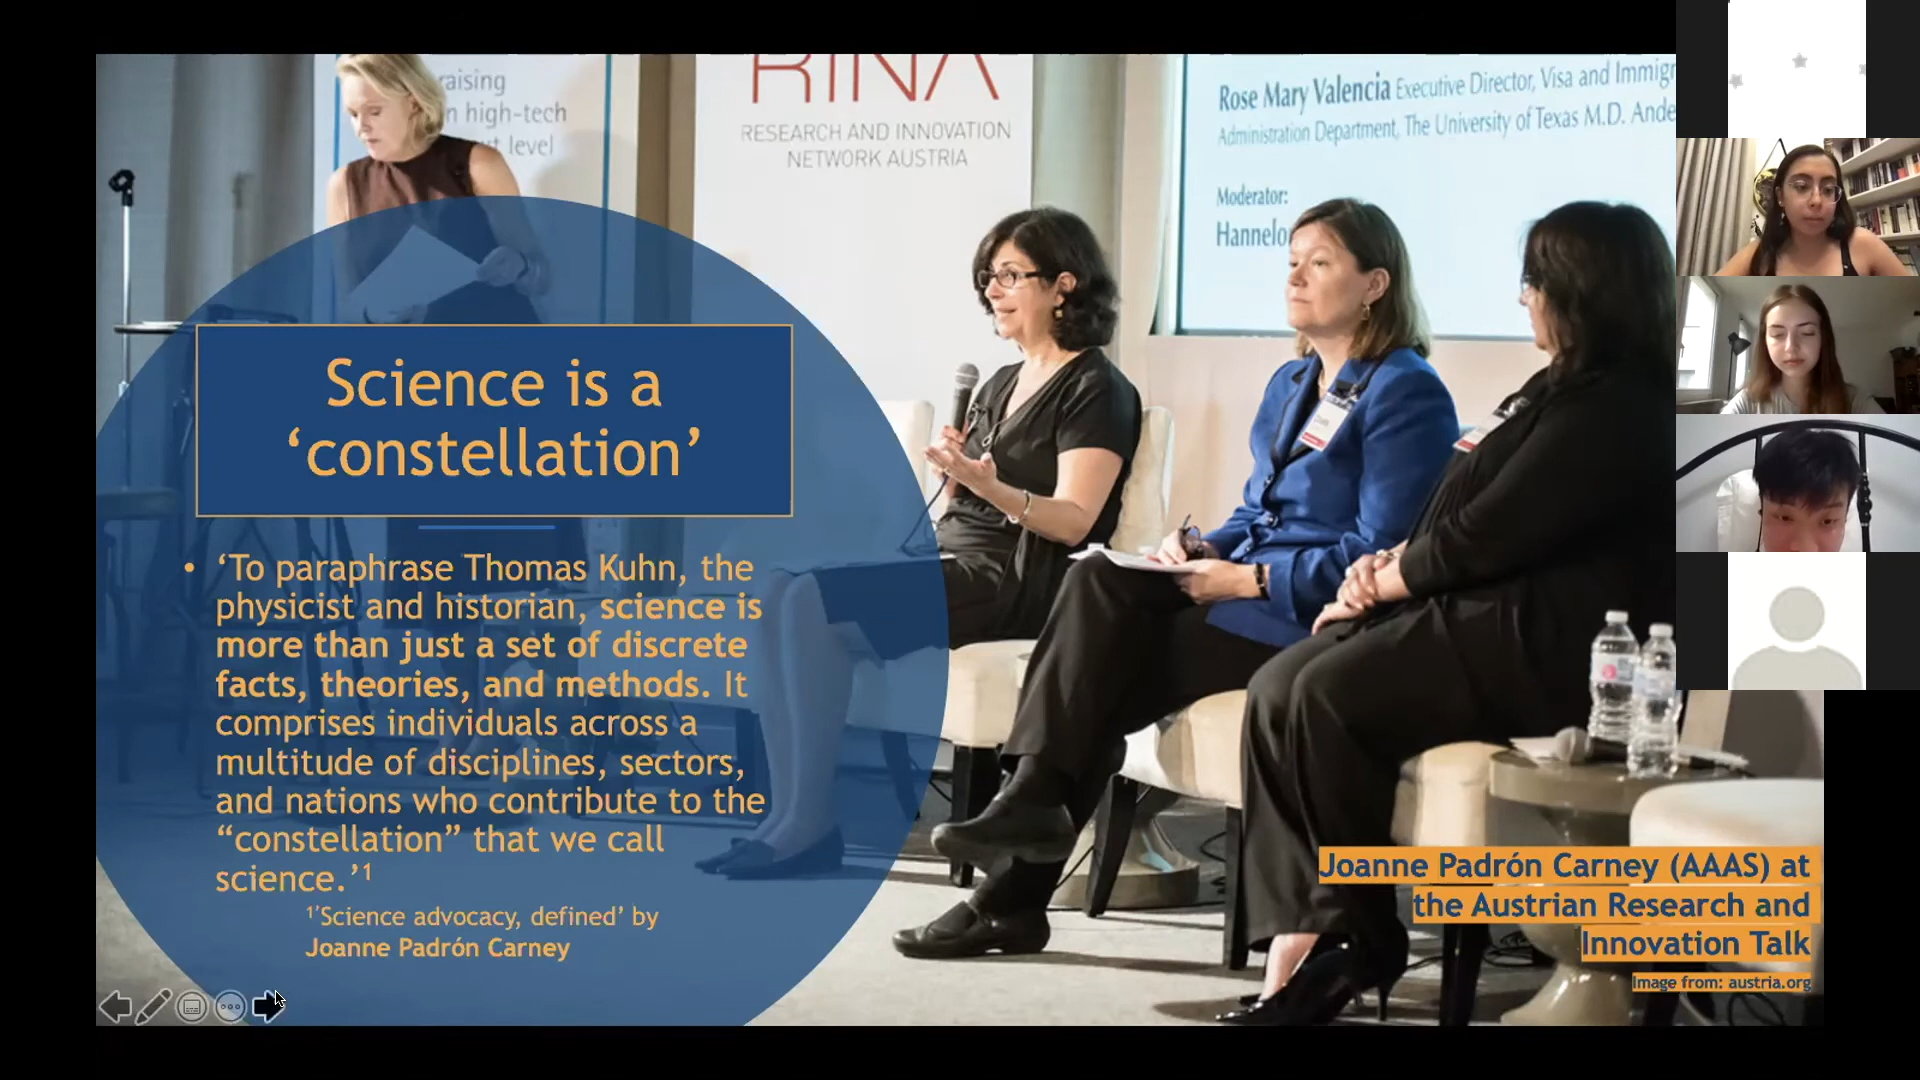 raising
n high-tech
xt level
RINA
RESEARCH AND INNOVATION
NETWORK AUSTRIA
Rose Mary Valencia Executive Director, Visa and Immigr
Administration Department, The University of Texas M.D. Ande
Moderator:
Hannelo
Science is a
‘constellation’
• ‘To paraphrase Thomas Kuhn, the
physicist and historian, science is
more than just a set of discrete
facts, theories, and methods. It
comprises individuals across a
multitude of disciplines, sectors,
and nations who contribute to the
“constellation” that we call
science.’¹
¹’Science advocacy, defined’ by
Joanne Padrón Carney
Joanne Padrón Carney (AAAS) at
the Austrian Research and
Innovation Talk
Image from: austria.org